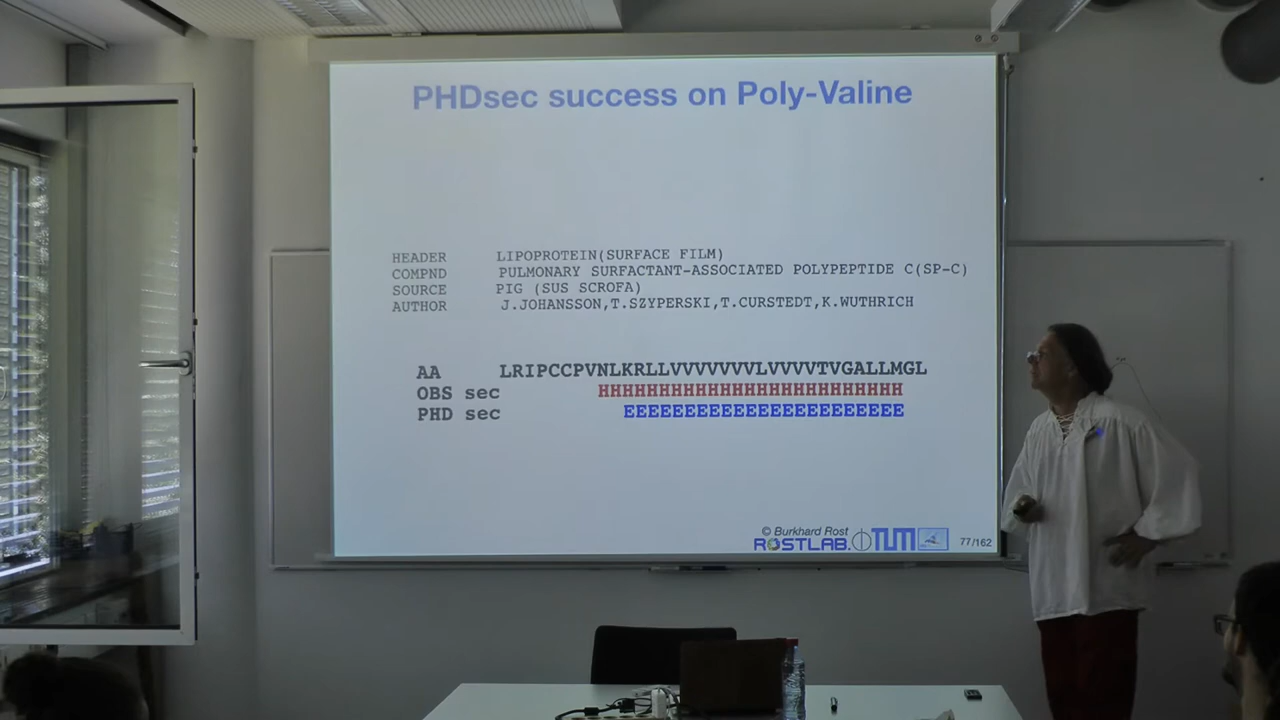 PHDsec success on Poly-Valine
HEADER LIPOPROTEIN(SURFACE FILM)
COMPND PULMONARY SURFACTANT-ASSOCIATED POLYPEPTIDE C(SP-C)
SOURCE PIG (SUS SCROFA)
AUTHOR J.JOHANSSON,T.SZYPERSKI,T.CURSTEDT,K.WUTHRICH
AA LRIPCCPVNLKRLLVVVVVVVLVVVVTVGALLMGL
OBS sec HHHHHHHHHHHHHHHHHHHHHHHHH
PHD sec EEEEEEEEEEEEEEEEEEEEEEE
© Burkhard Rost
ROSTLAB. TUM 77/162